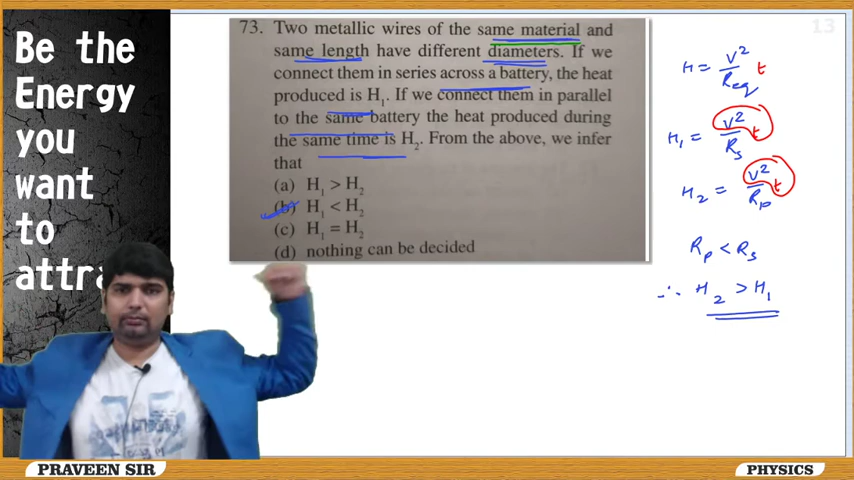 Be the
Energy
you
want
to
attra
73. Two metallic wires of the same material and
same length have different diameters. If we
connect them in series across a battery, the heat
produced is H₁. If we connect them in parallel
to the same battery the heat produced during
the same time is H₂. From the above, we infer
that
(a) H₁ > H₂
(b) H₁ < H₂
(c) H₁ = H₂
(d) nothing can be decided
13
H = V²/Req t
H₁ = V²/Rs t
H₂ = V²/Rp t
Rp < Rs
∴ H₂ > H₁
PRAVEEN SIR
PHYSICS